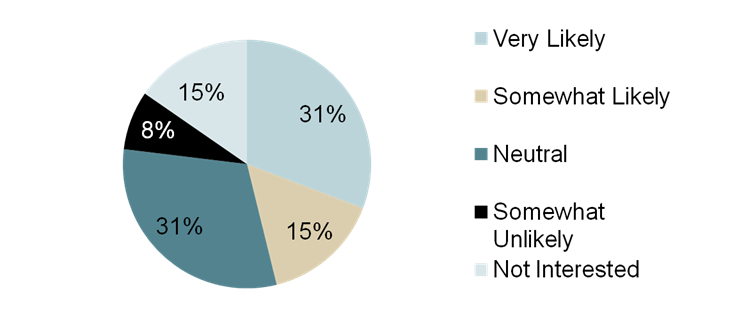 Very Likely
15%
31%
Somewhat Likely
8%
Neutral
31%
15%
Somewhat
Unlikely
Not Interested